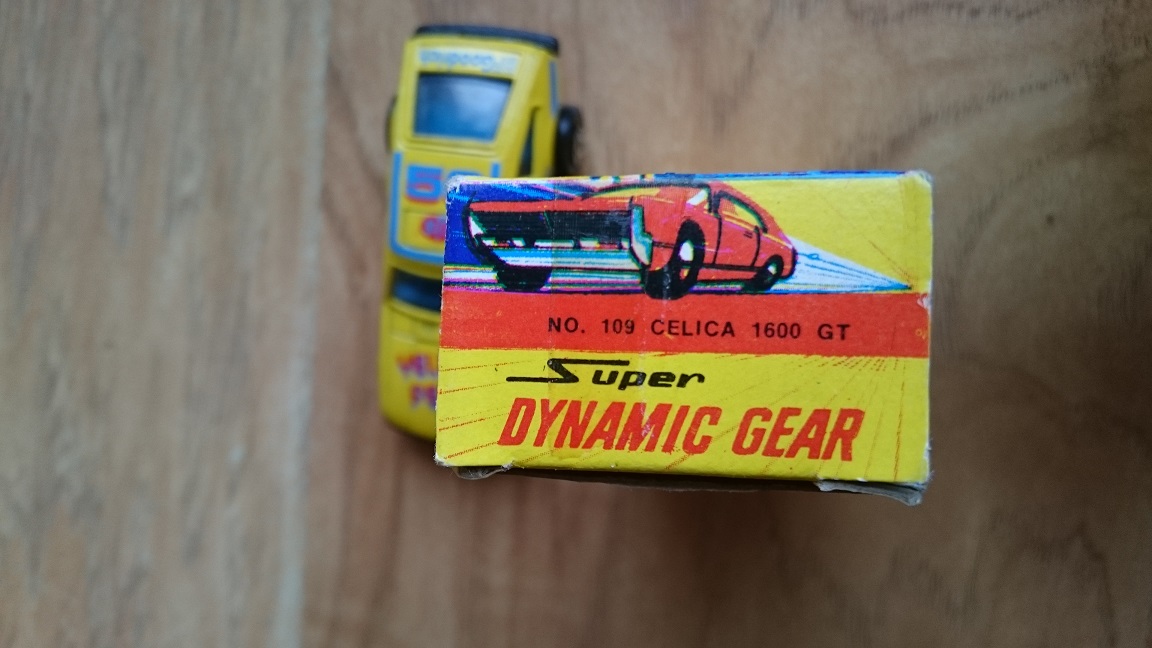 NO. 109 CELICA 1600 GT
Super
DYNAMIC GEAR